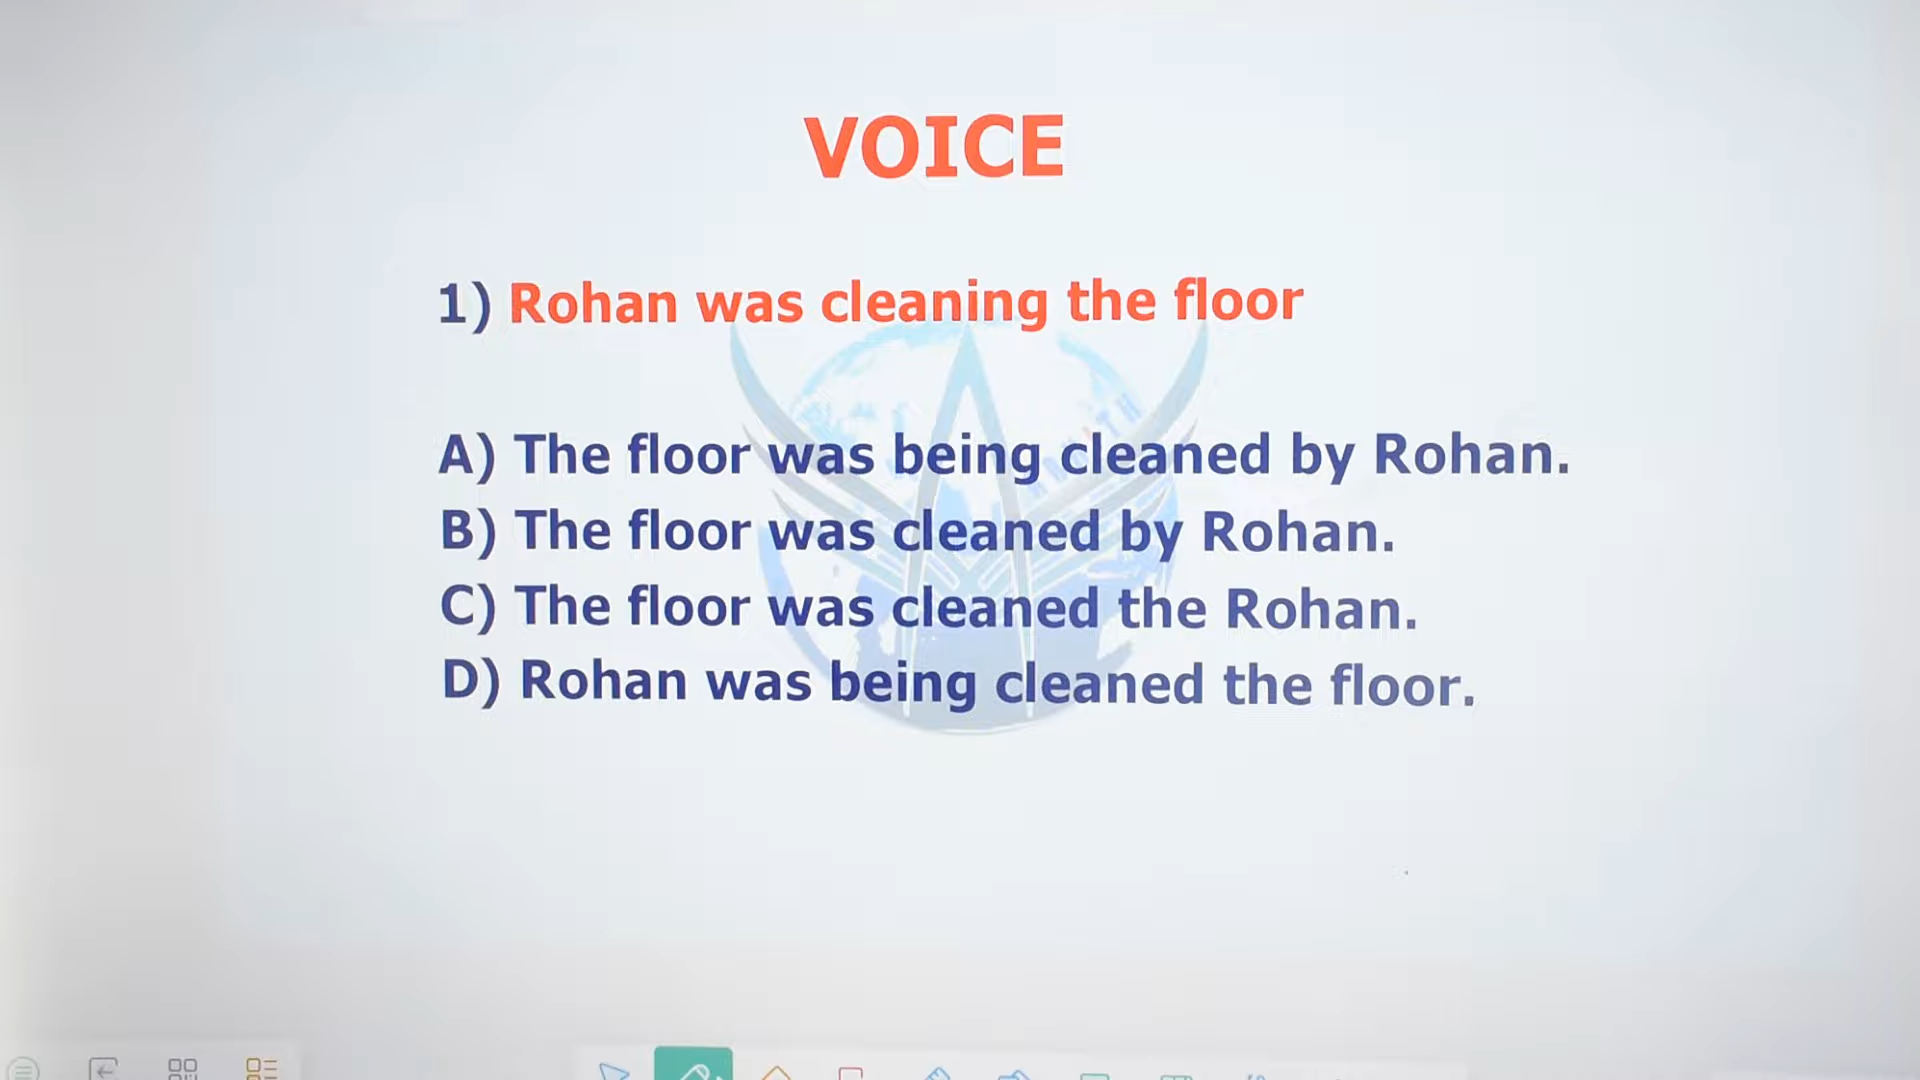 VOICE
1) Rohan was cleaning the floor
A) The floor was being cleaned by Rohan.
B) The floor was cleaned by Rohan.
C) The floor was cleaned the Rohan.
D) Rohan was being cleaned the floor.